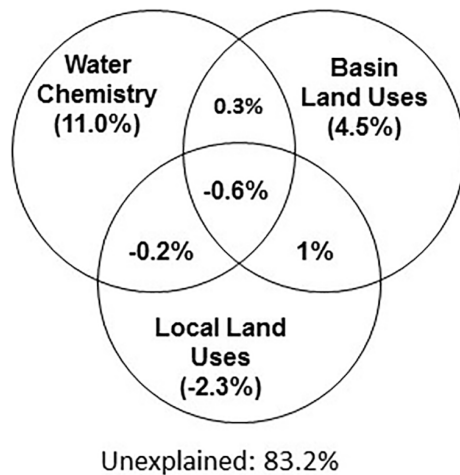 Water
Chemistry
(11.0%)
Basin
Land Uses
(4.5%)
0.3%
-0.6%
-0.2%
1%
Local Land
Uses
(-2.3%)
Unexplained: 83.2%